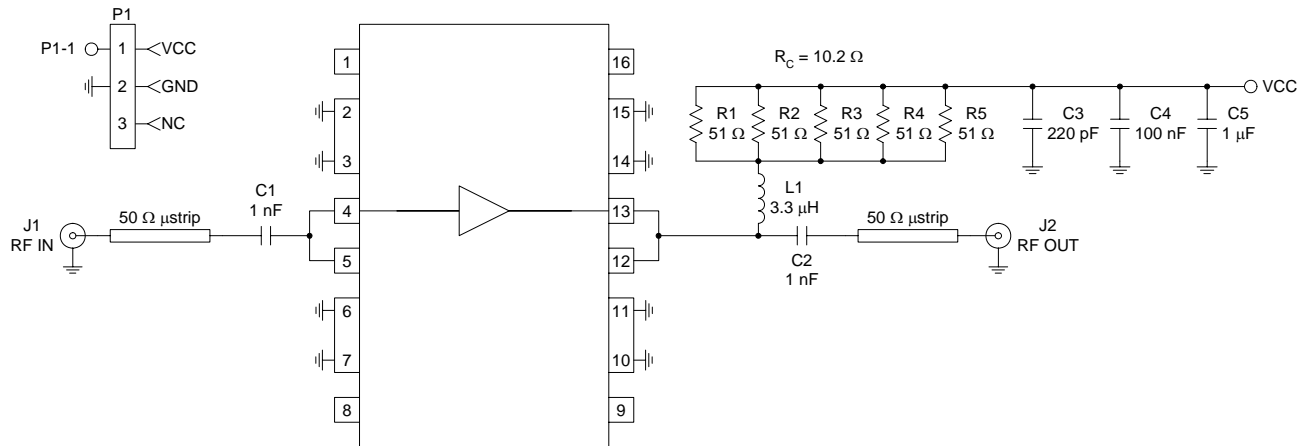 P1
P1-1
1
VCC
2
GND
3
NC
1
2
3
4
5
6
7
8
16
15
14
13
12
11
10
9
J1
RF IN
50 Ω μstrip
C1
1 nF
R_C = 10.2 Ω
R1
51 Ω
R2
51 Ω
R3
51 Ω
R4
51 Ω
R5
51 Ω
C3
220 pF
C4
100 nF
C5
1 μF
VCC
L1
3.3 μH
C2
1 nF
50 Ω μstrip
J2
RF OUT